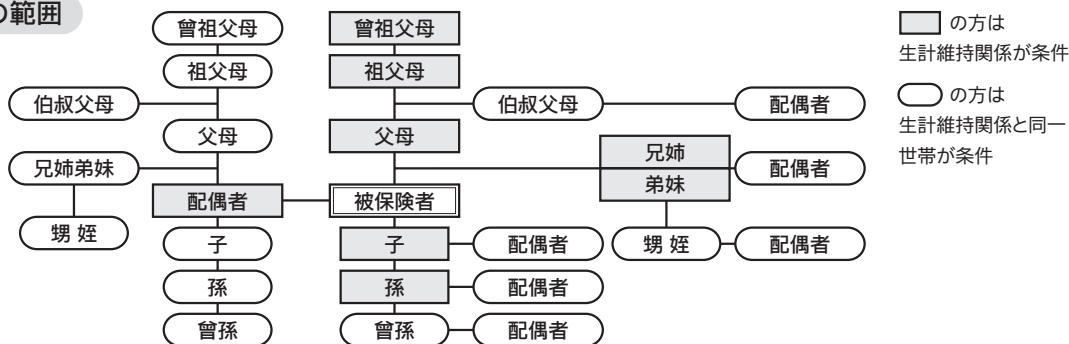 の範囲
曾祖父母
曾祖父母
祖父母
祖父母
伯叔父母
伯叔父母
配偶者
父母
父母
兄姉弟妹
兄姉
弟妹
配偶者
配偶者
被保険者
甥 姪
子
子
配偶者
甥 姪
配偶者
孫
孫
配偶者
曾孫
曾孫
配偶者
の方は
生計維持関係が条件
の方は
生計維持関係と同一
世帯が条件